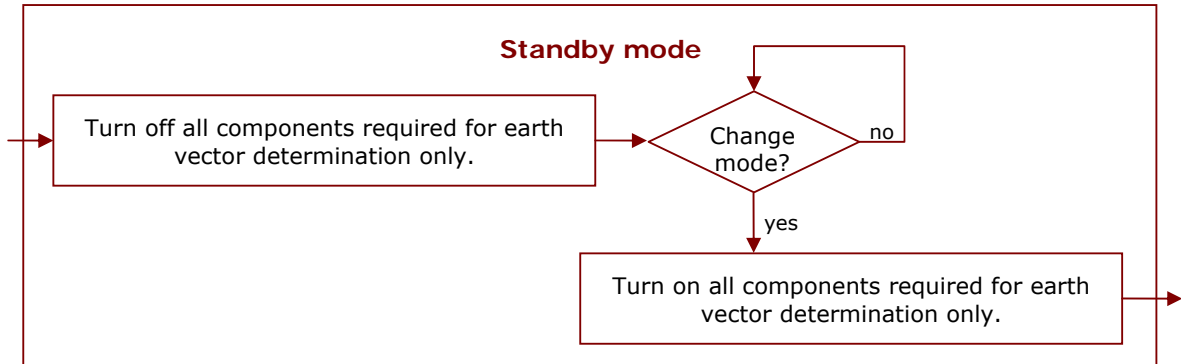 Standby mode
Turn off all components required for earth
vector determination only.
Change
mode?
no
yes
Turn on all components required for earth
vector determination only.